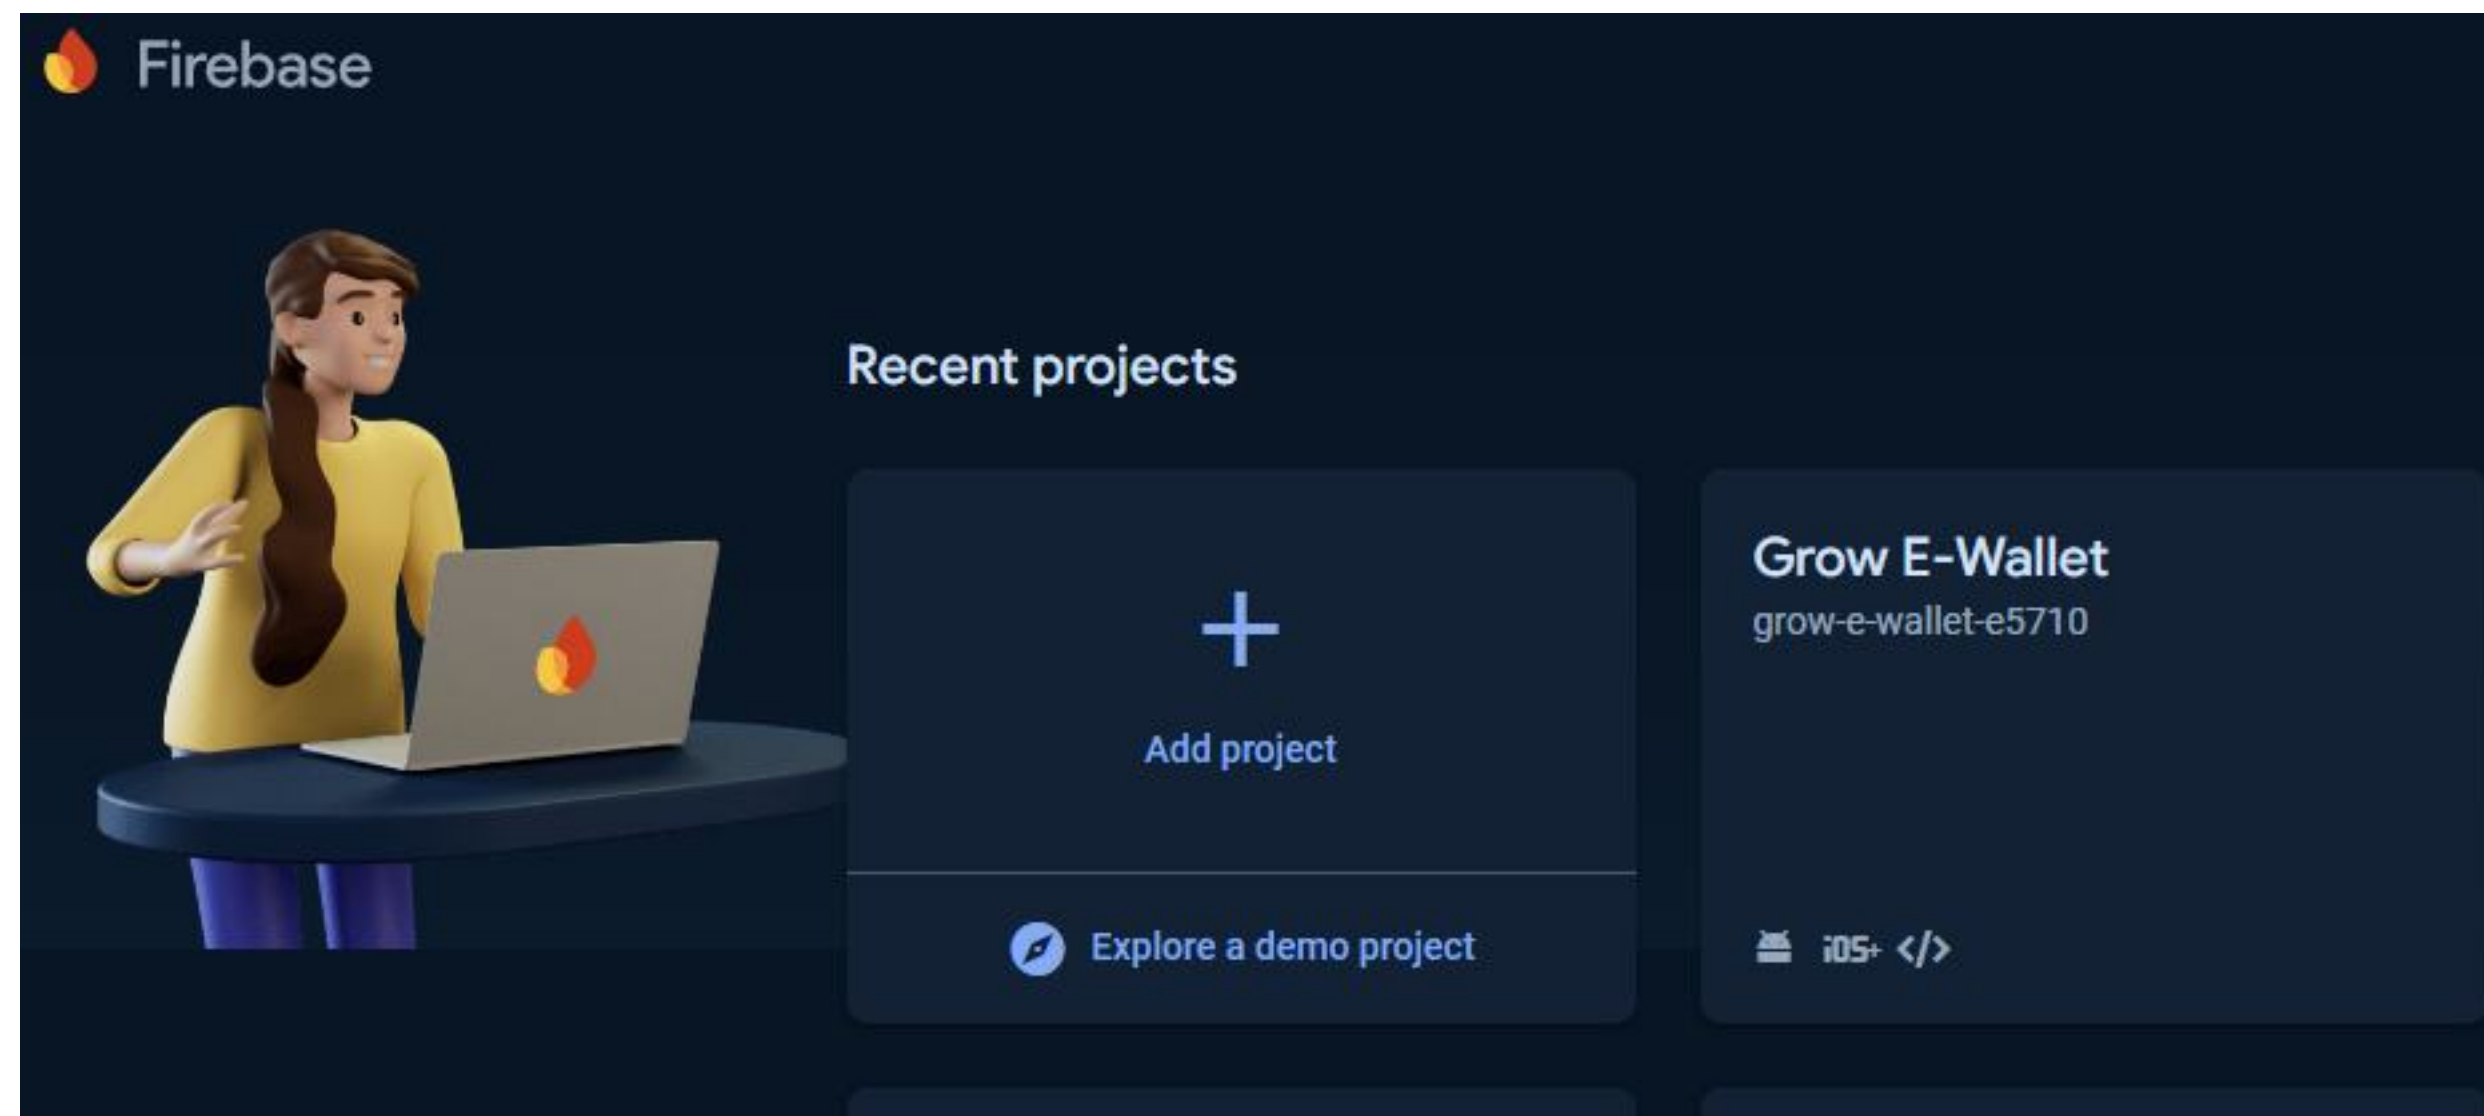 Firebase
Recent projects
Add project
Explore a demo project
Grow E-Wallet
grow-e-wallet-e5710
iOS+ </>